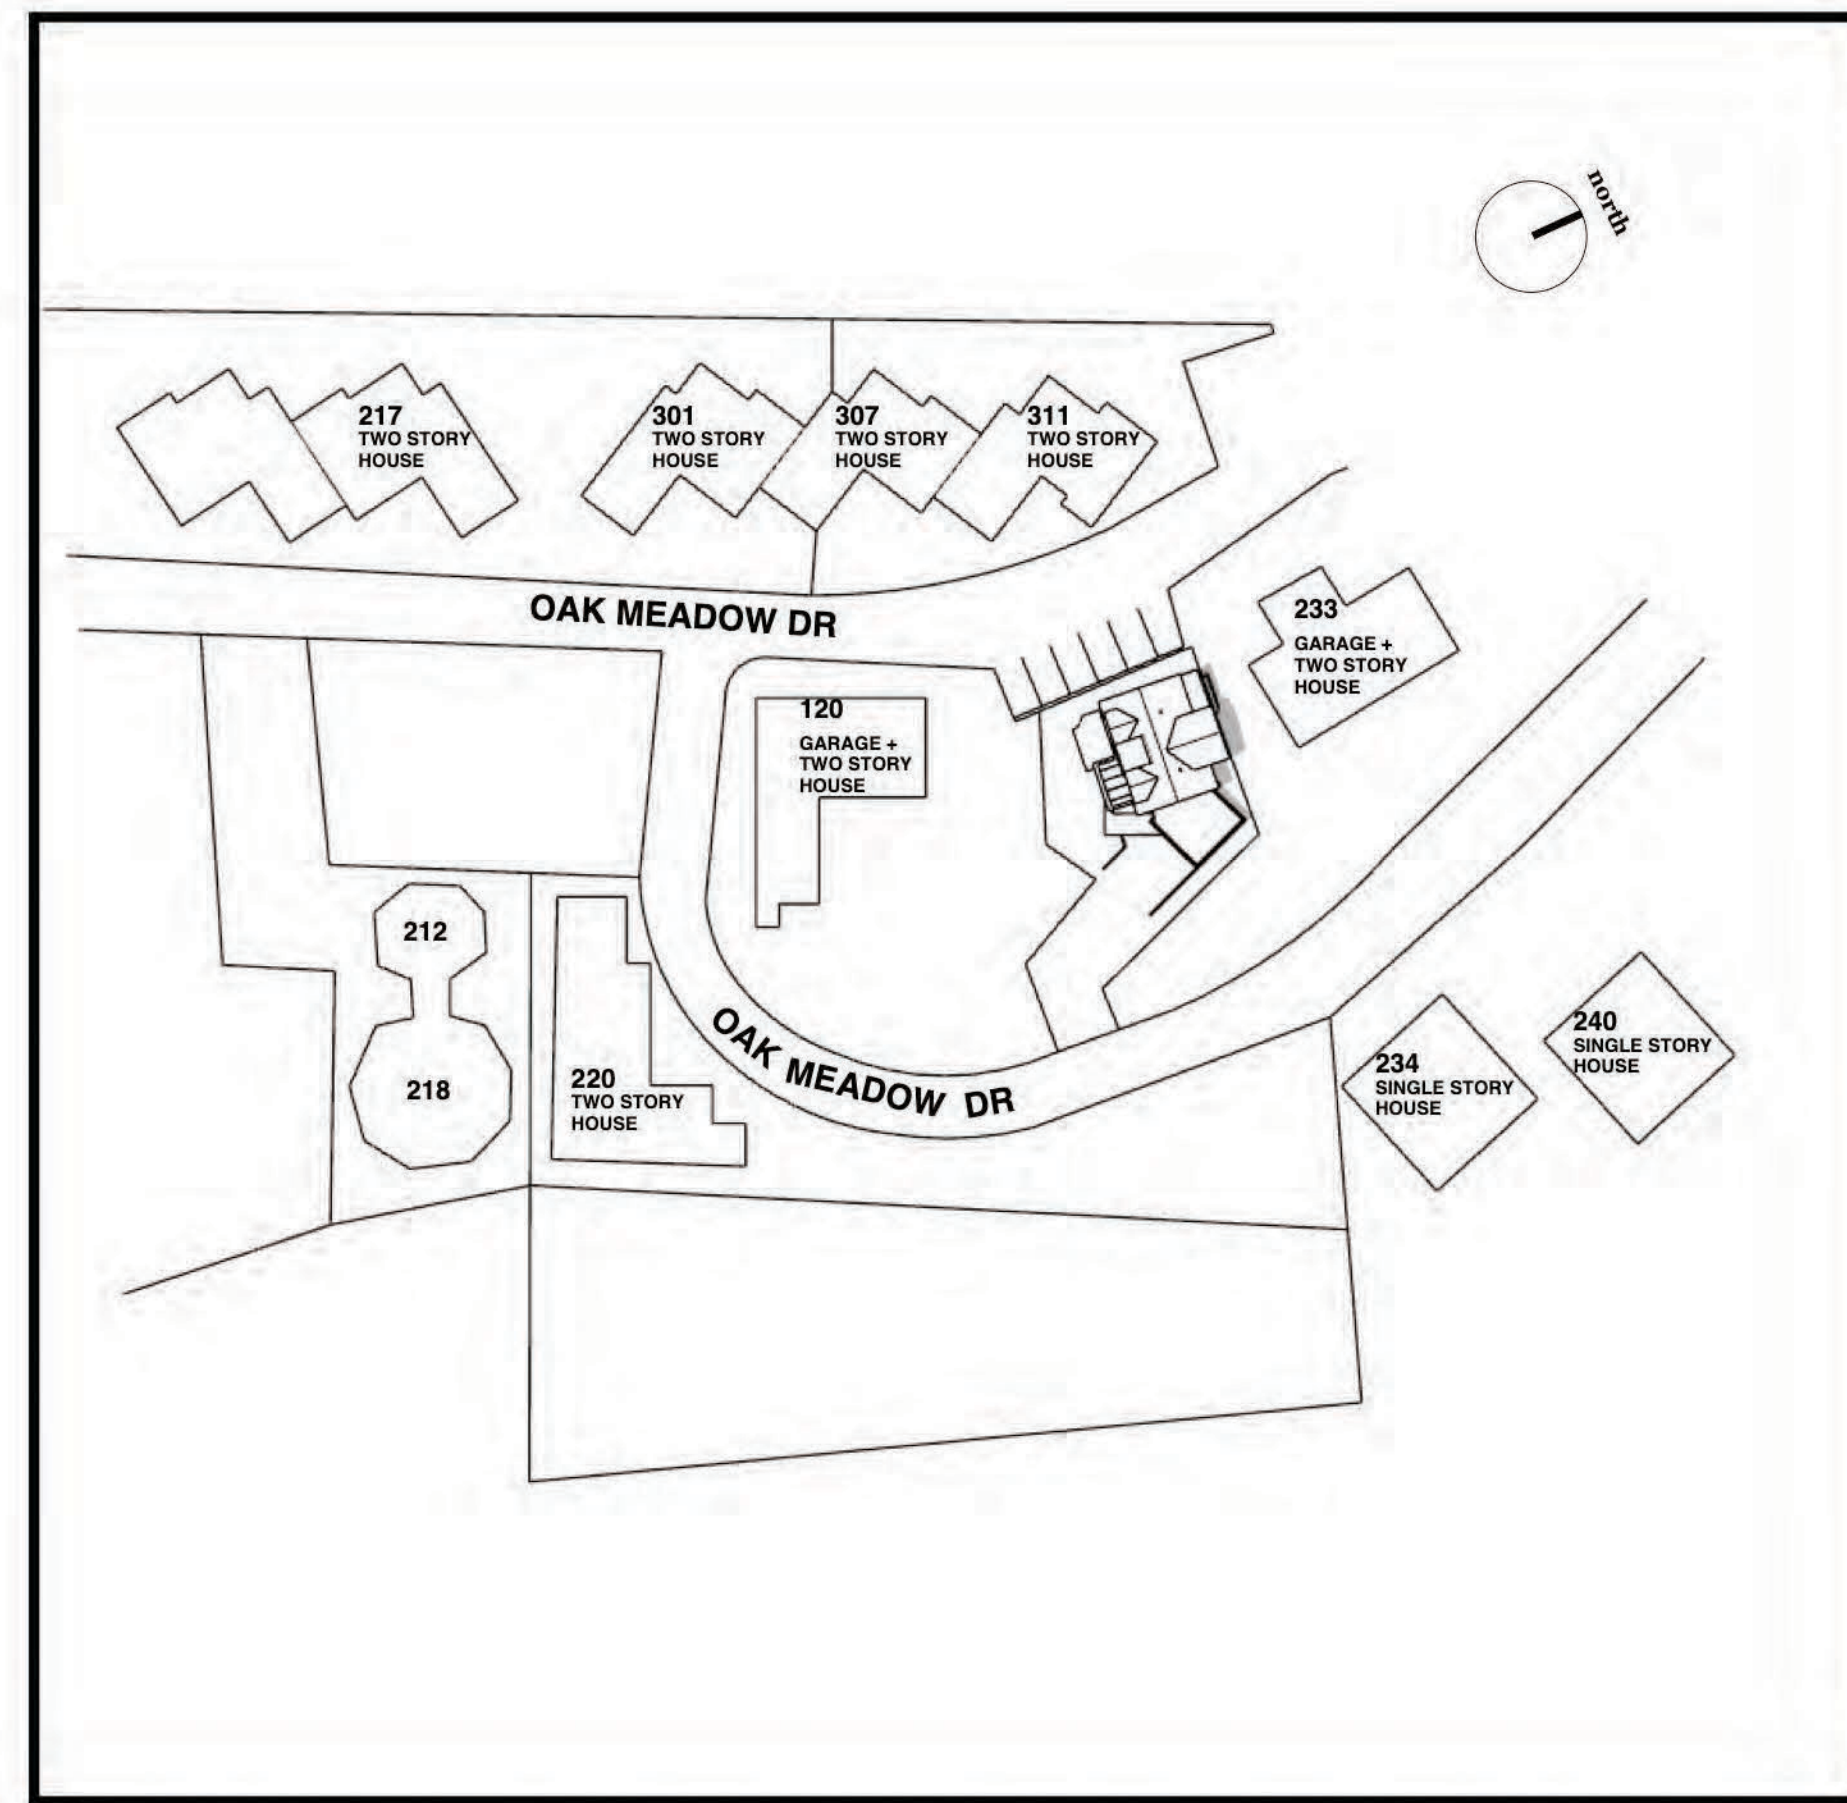 north
217
TWO STORY
HOUSE
301
TWO STORY
HOUSE
307
TWO STORY
HOUSE
311
TWO STORY
HOUSE
OAK MEADOW DR
233
GARAGE +
TWO STORY
HOUSE
120
GARAGE +
TWO STORY
HOUSE
212
218
220
TWO STORY
HOUSE
OAK MEADOW DR
234
SINGLE STORY
HOUSE
240
SINGLE STORY
HOUSE